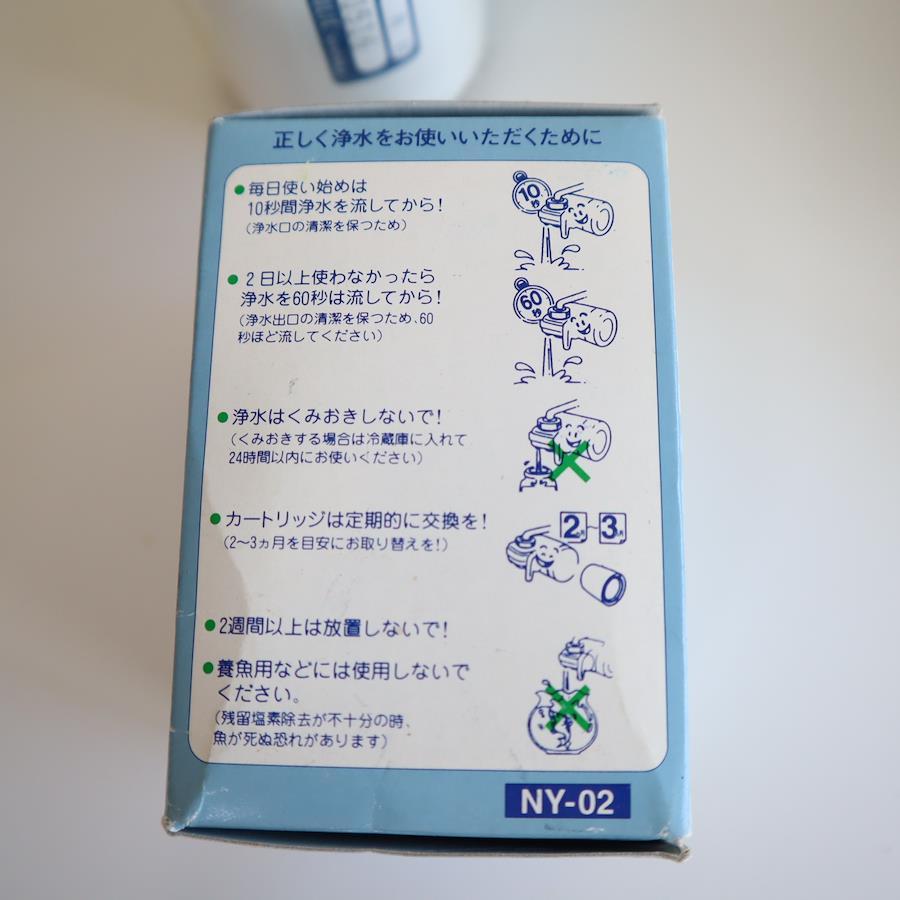 正しく浄水をお使いいただくために
●毎日使い始めは
10秒間浄水を流してから!
(浄水口の清潔を保つため)
10秒
●2日以上使わなかったら
浄水を60秒は流してから!
(浄水出口の清潔を保つため、60
秒ほど流してください)
60秒
●浄水はくみおきしないで!
(くみおきする場合は冷蔵庫に入れて
24時間以内にお使いください)
●カートリッジは定期的に交換を!
(2〜3ヵ月を目安にお取り替えを!)
2〜3
●2週間以上は放置しないで!
●養魚用などには使用しないで
ください。
(残留塩素除去が不十分の時、
魚が死ぬ恐れがあります)
NY-02